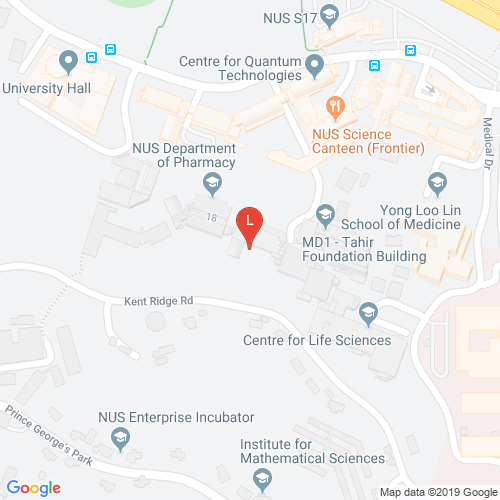 NUS S17
Centre for Quantum
Technologies
University Hall
NUS Science
Canteen (Frontier)
Medical Dr
NUS Department
of Pharmacy
18
L
Yong Loo Lin
School of Medicine
MD1 - Tahir
Foundation Building
Kent Ridge Rd
Centre for Life Sciences
Prince George's Park
NUS Enterprise Incubator
Institute for
Mathematical Sciences
Google
Map data ©2019 Google